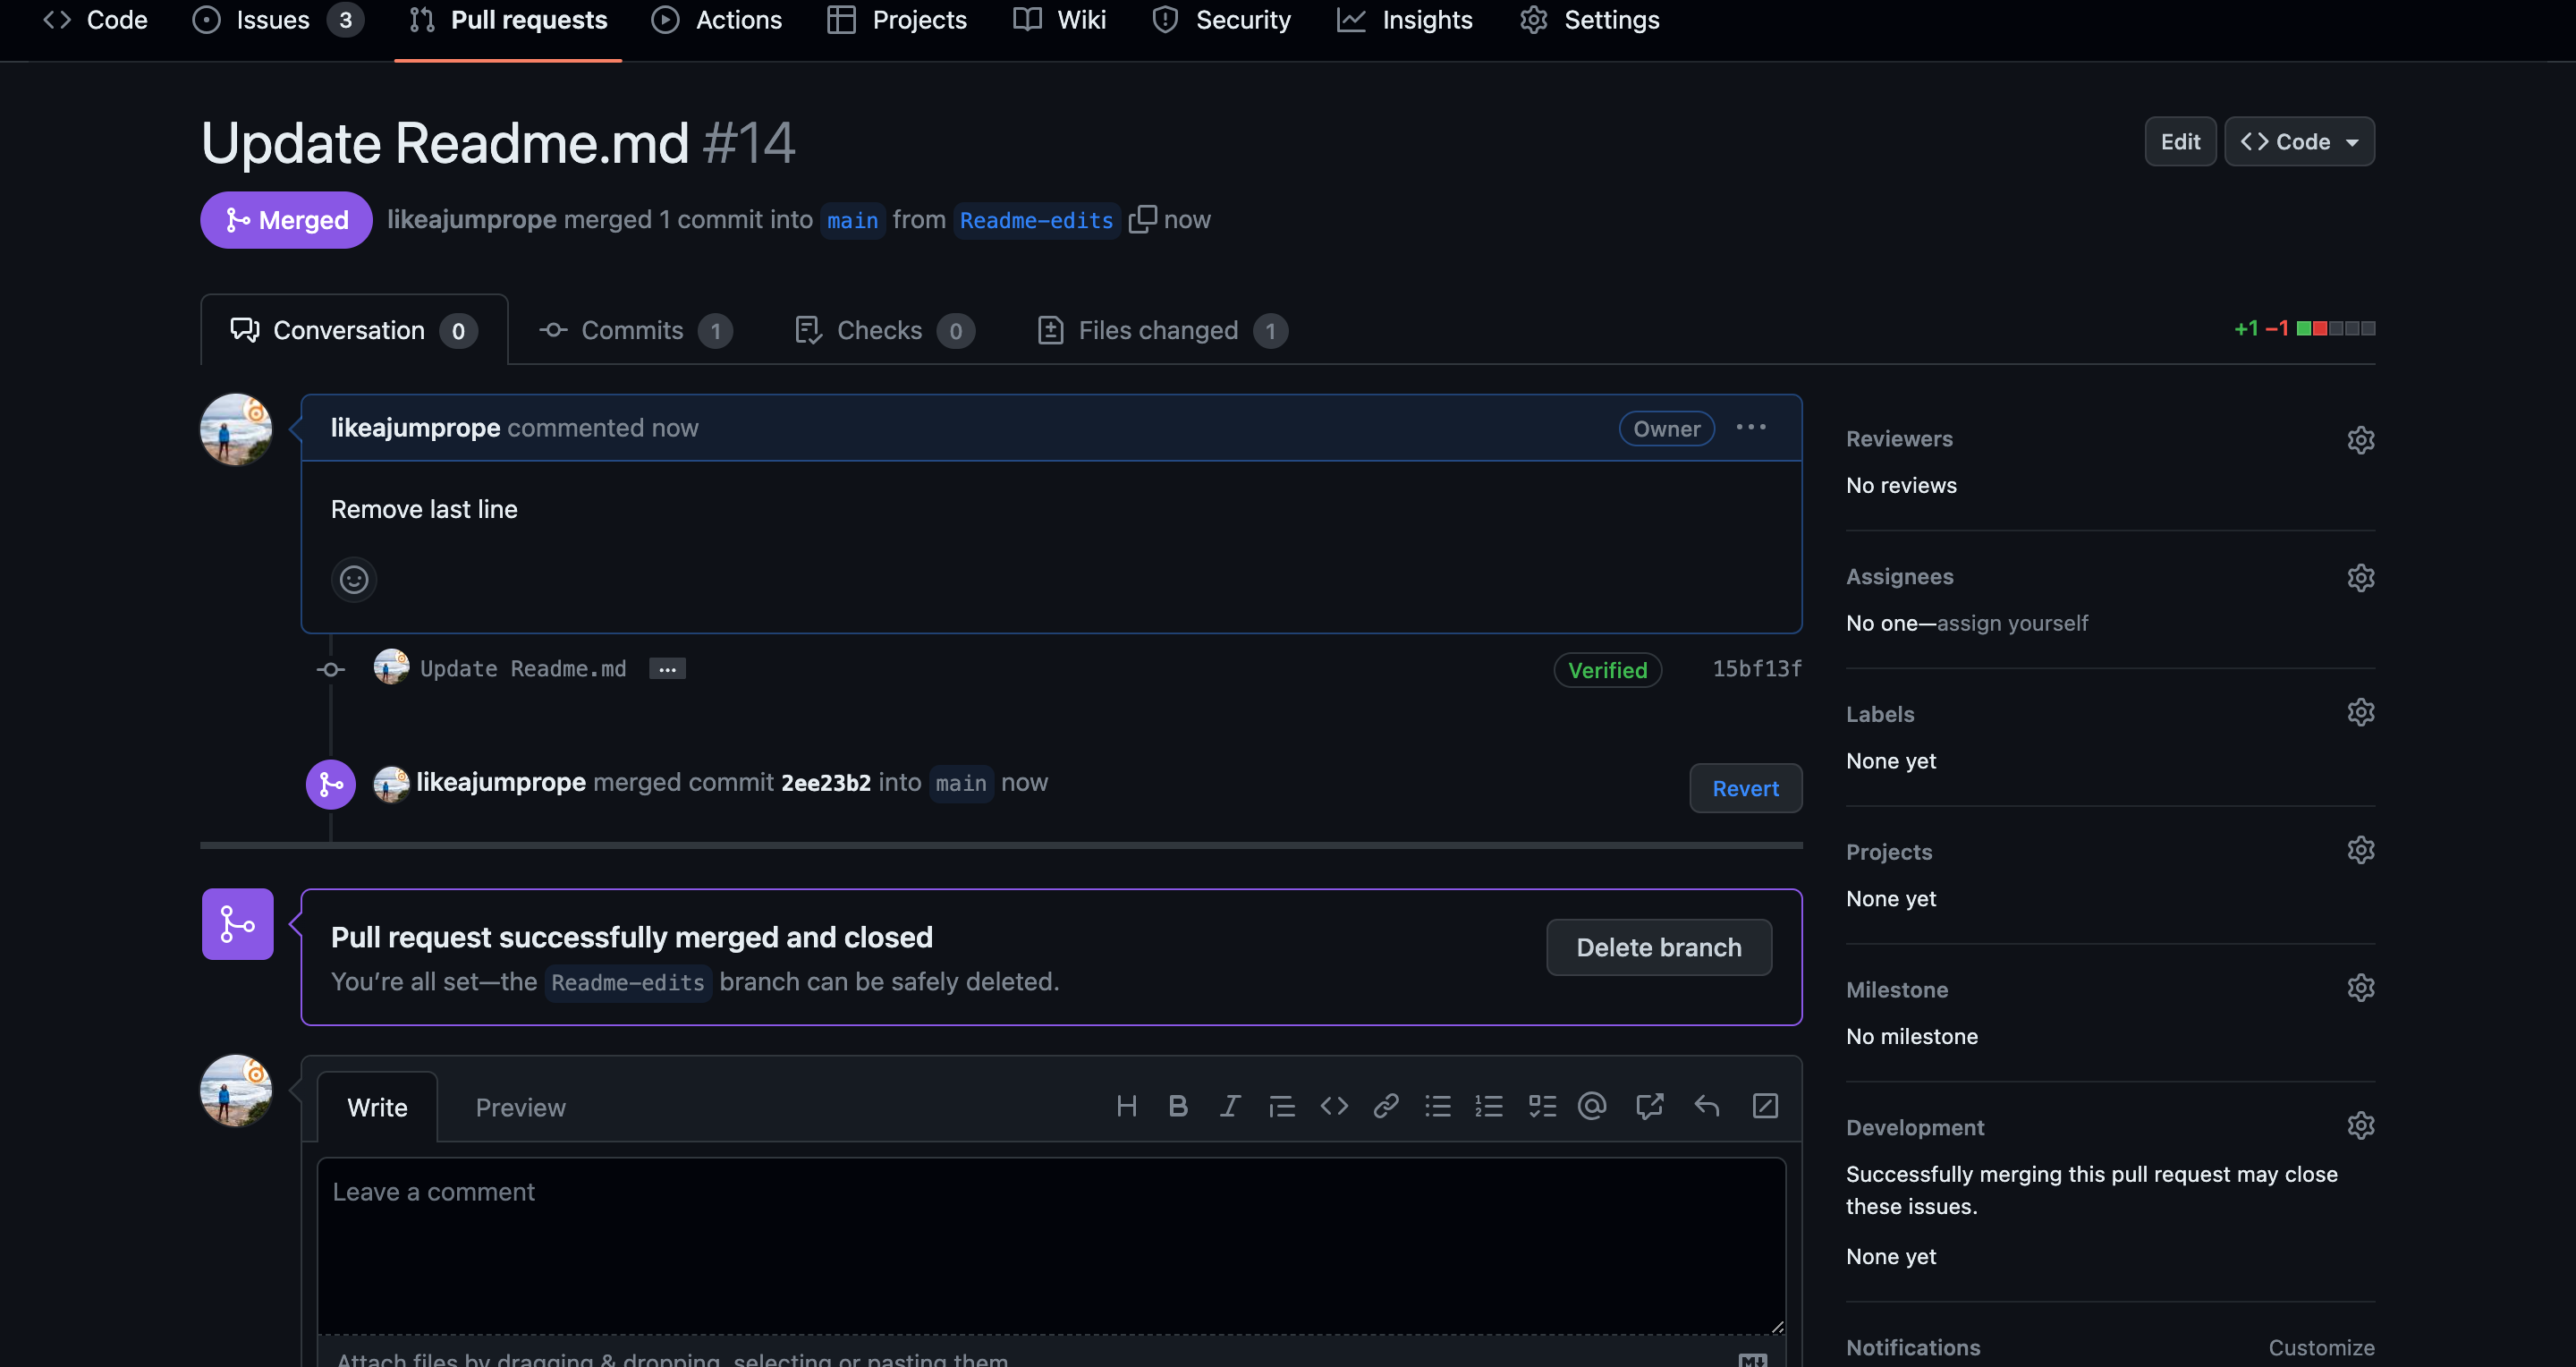 Code Issues 3 Pull requests Actions Projects Wiki Security Insights Settings
Update Readme.md #14
Edit Code
Merged likeajumprope merged 1 commit into main from Readme-edits now
Conversation 0 Commits 1 Checks 0 Files changed 1
+1 −1
likeajumprope commented now
Owner ...
Remove last line
Update Readme.md ...
Verified 15bf13f
likeajumprope merged commit 2ee23b2 into main now
Revert
Pull request successfully merged and closed
You’re all set—the Readme-edits branch can be safely deleted.
Delete branch
Write Preview
Leave a comment
Attach files by dragging & dropping, selecting or pasting them.
Reviewers
No reviews
Assignees
No one—assign yourself
Labels
None yet
Projects
None yet
Milestone
No milestone
Development
Successfully merging this pull request may close
these issues.
None yet
Notifications Customize